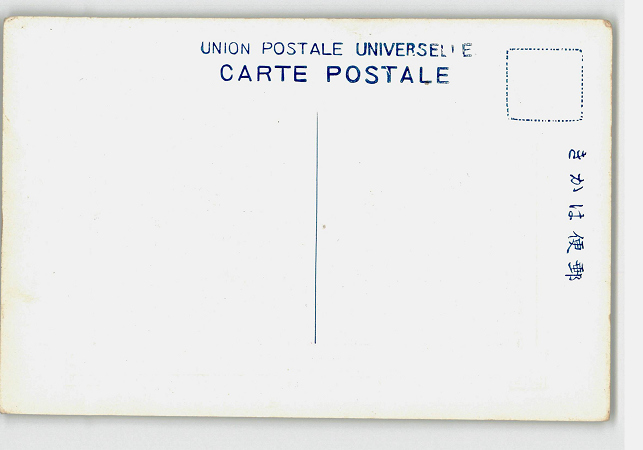 UNION POSTALE UNIVERSELLE
CARTE POSTALE
郵便はかき